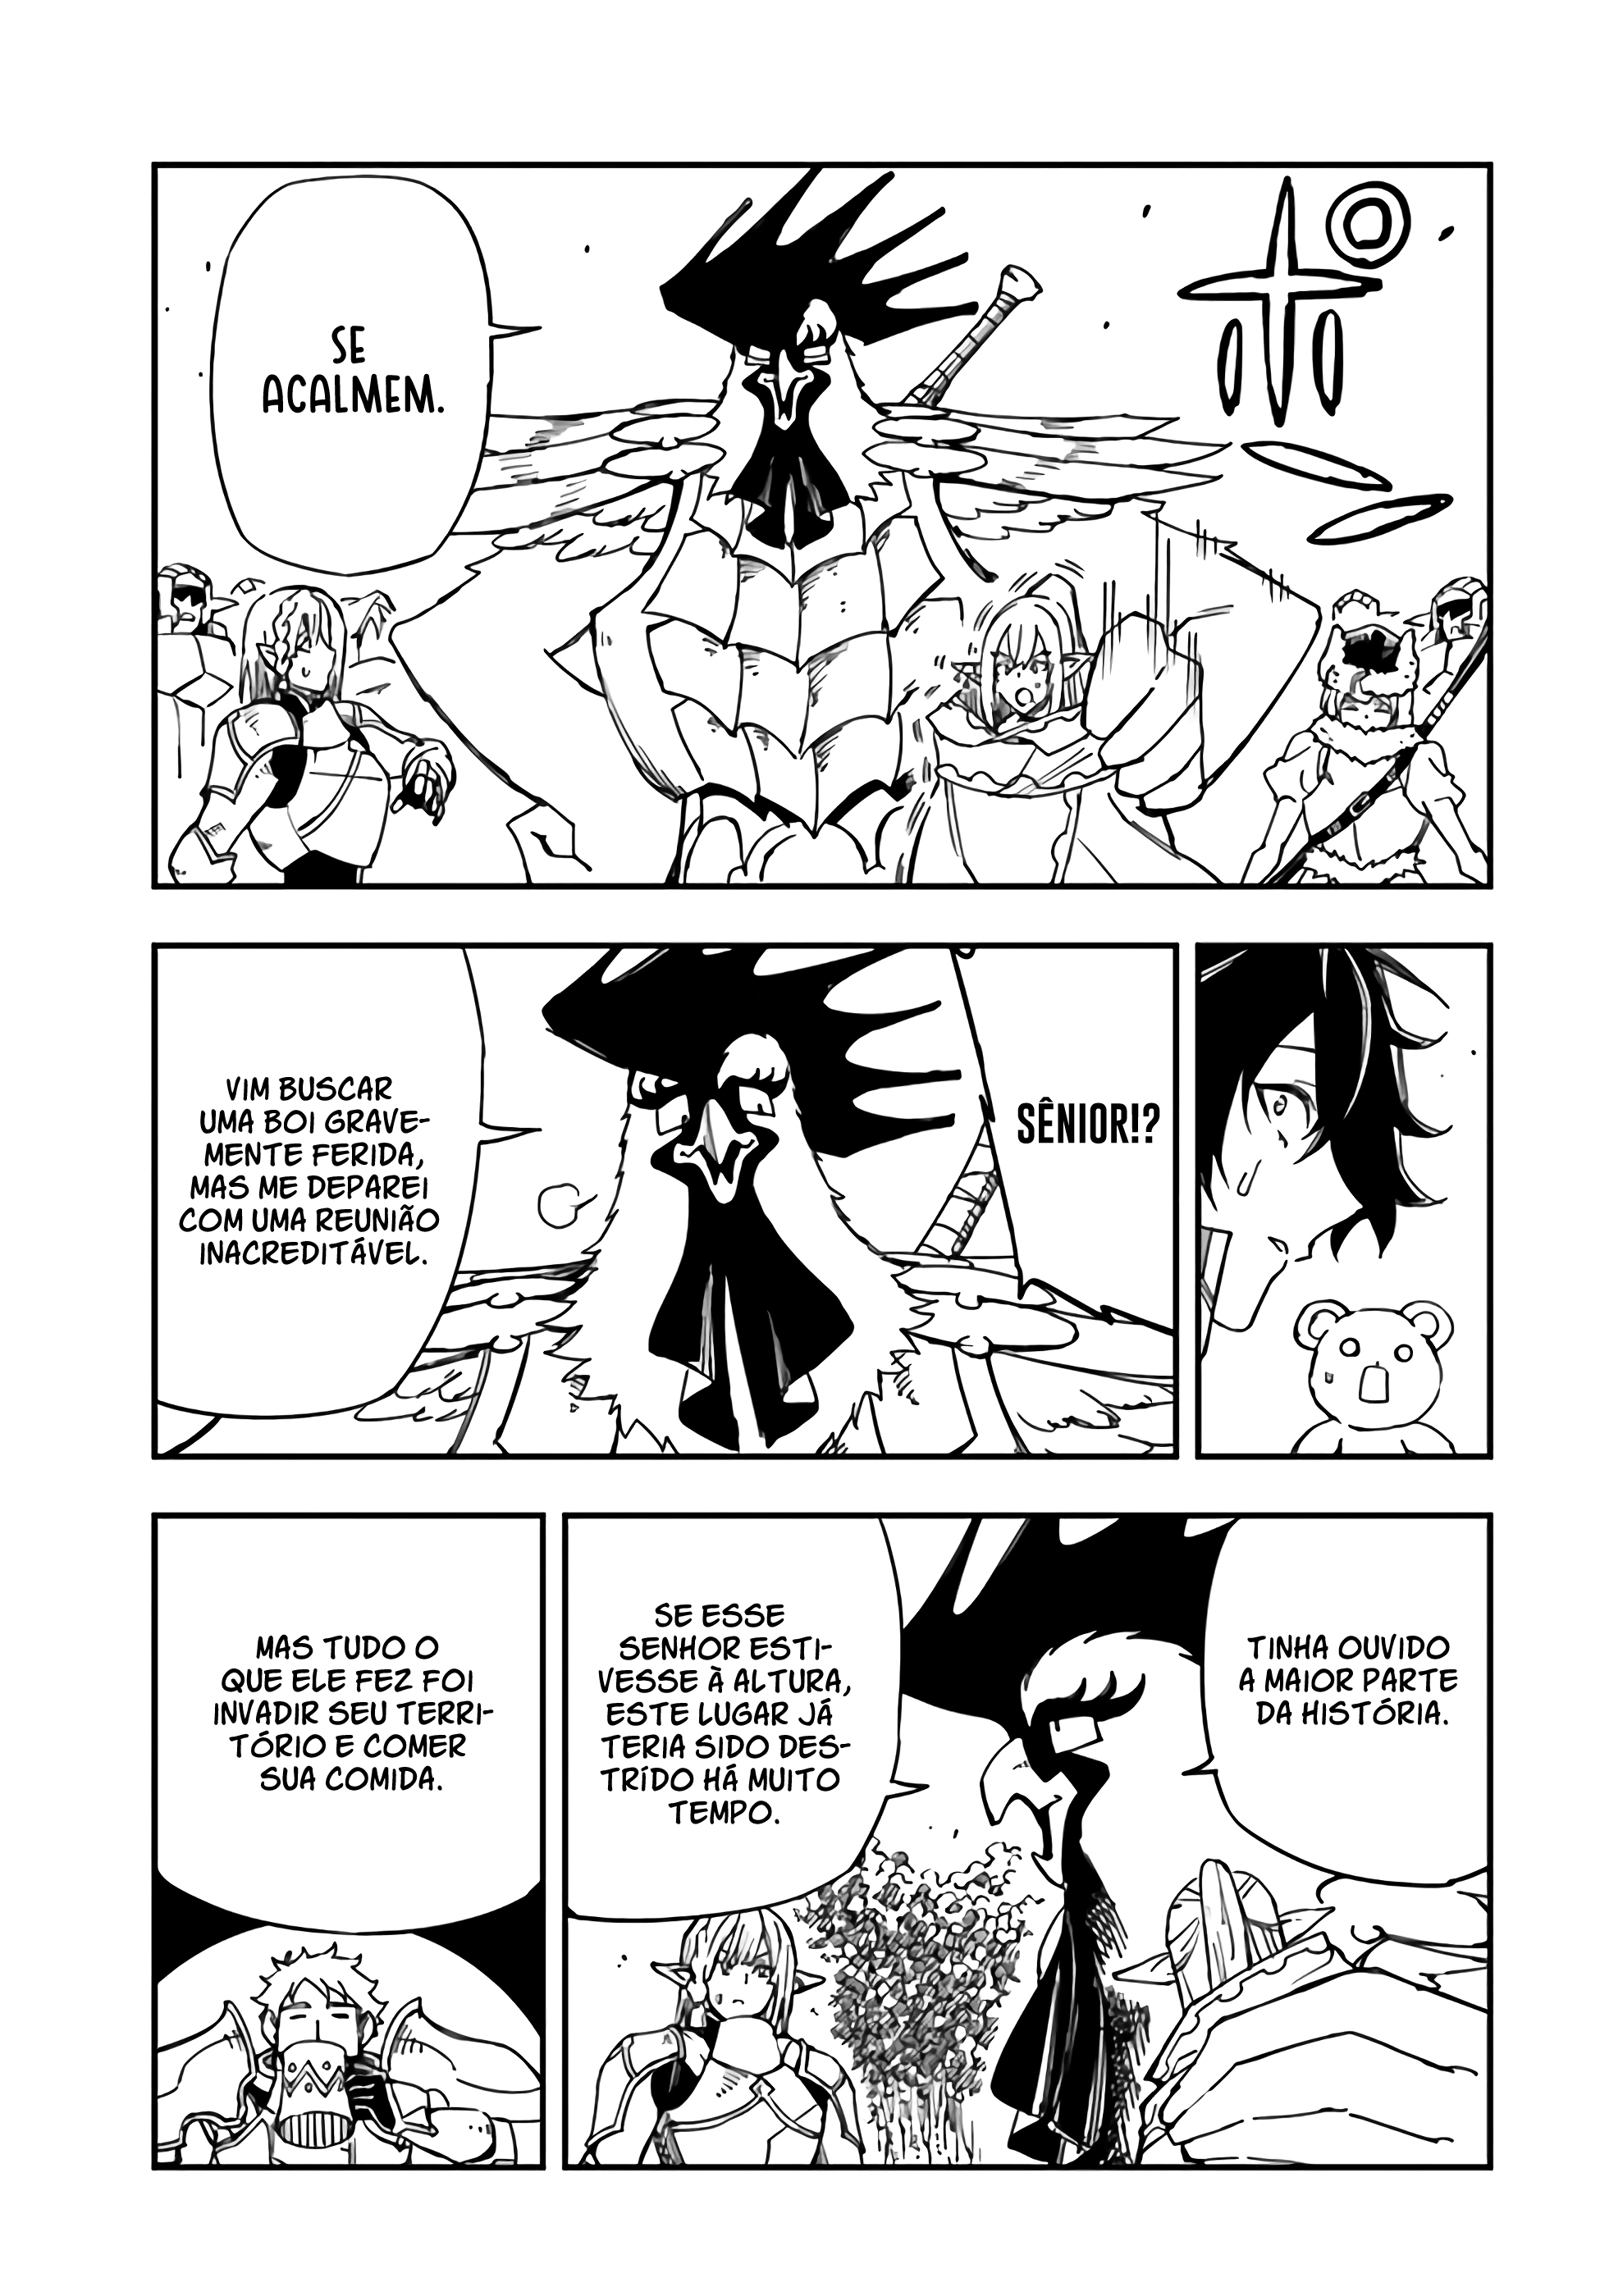 ポン
SE
ACALMEM.
SÊNIOR!?
VIM BUSCAR
UMA BOI GRAVE-
MENTE FERIDA,
MAS ME DEPAREI
COM UMA REUNIÃO
INACREDITÁVEL.
TINHA OUVIDO
A MAIOR PARTE
DA HISTÓRIA.
SE ESSE
SENHOR ESTI-
VESSE À ALTURA,
ESTE LUGAR JÁ
TERIA SIDO DES-
TRÍDO HÁ MUITO
TEMPO.
MAS TUDO O
QUE ELE FEZ FOI
INVADIR SEU TERRI-
TÓRIO E COMER
SUA COMIDA.